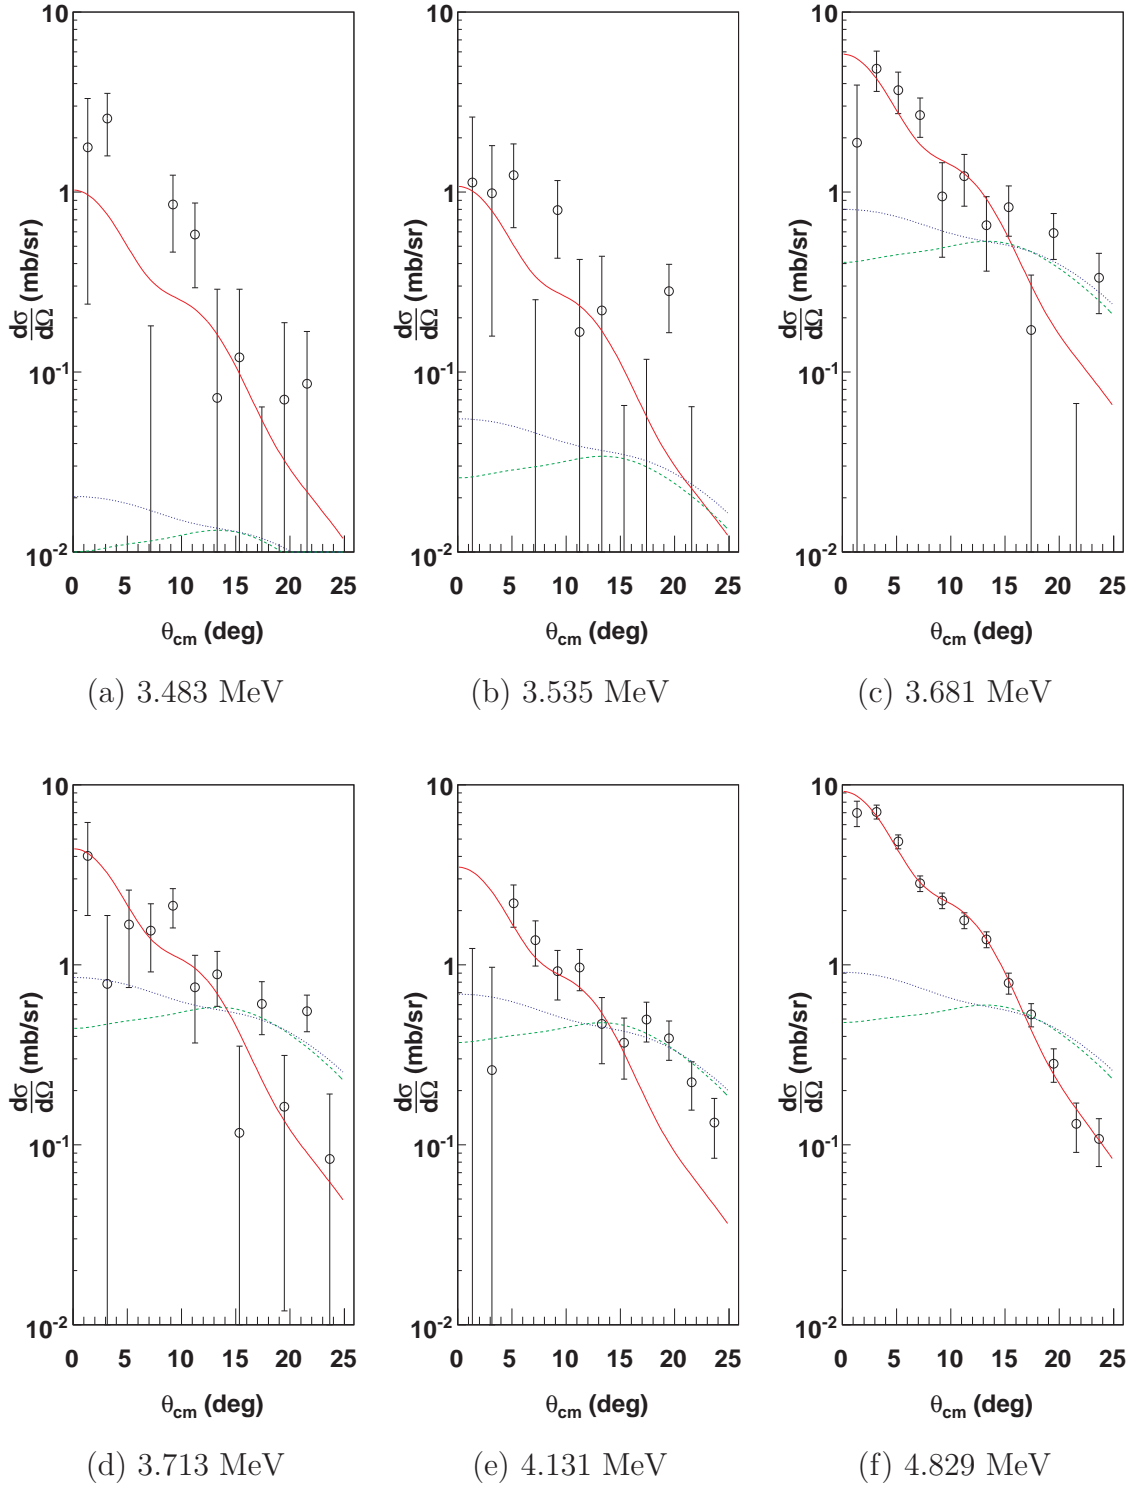 10
1
10-1
10-2
dσ/dΩ (mb/sr)
0 5 10 15 20 25
θcm (deg)
(a) 3.483 MeV
10
1
10-1
10-2
dσ/dΩ (mb/sr)
0 5 10 15 20 25
θcm (deg)
(b) 3.535 MeV
10
1
10-1
10-2
dσ/dΩ (mb/sr)
0 5 10 15 20 25
θcm (deg)
(c) 3.681 MeV
10
1
10-1
10-2
dσ/dΩ (mb/sr)
0 5 10 15 20 25
θcm (deg)
(d) 3.713 MeV
10
1
10-1
10-2
dσ/dΩ (mb/sr)
0 5 10 15 20 25
θcm (deg)
(e) 4.131 MeV
10
1
10-1
10-2
dσ/dΩ (mb/sr)
0 5 10 15 20 25
θcm (deg)
(f) 4.829 MeV